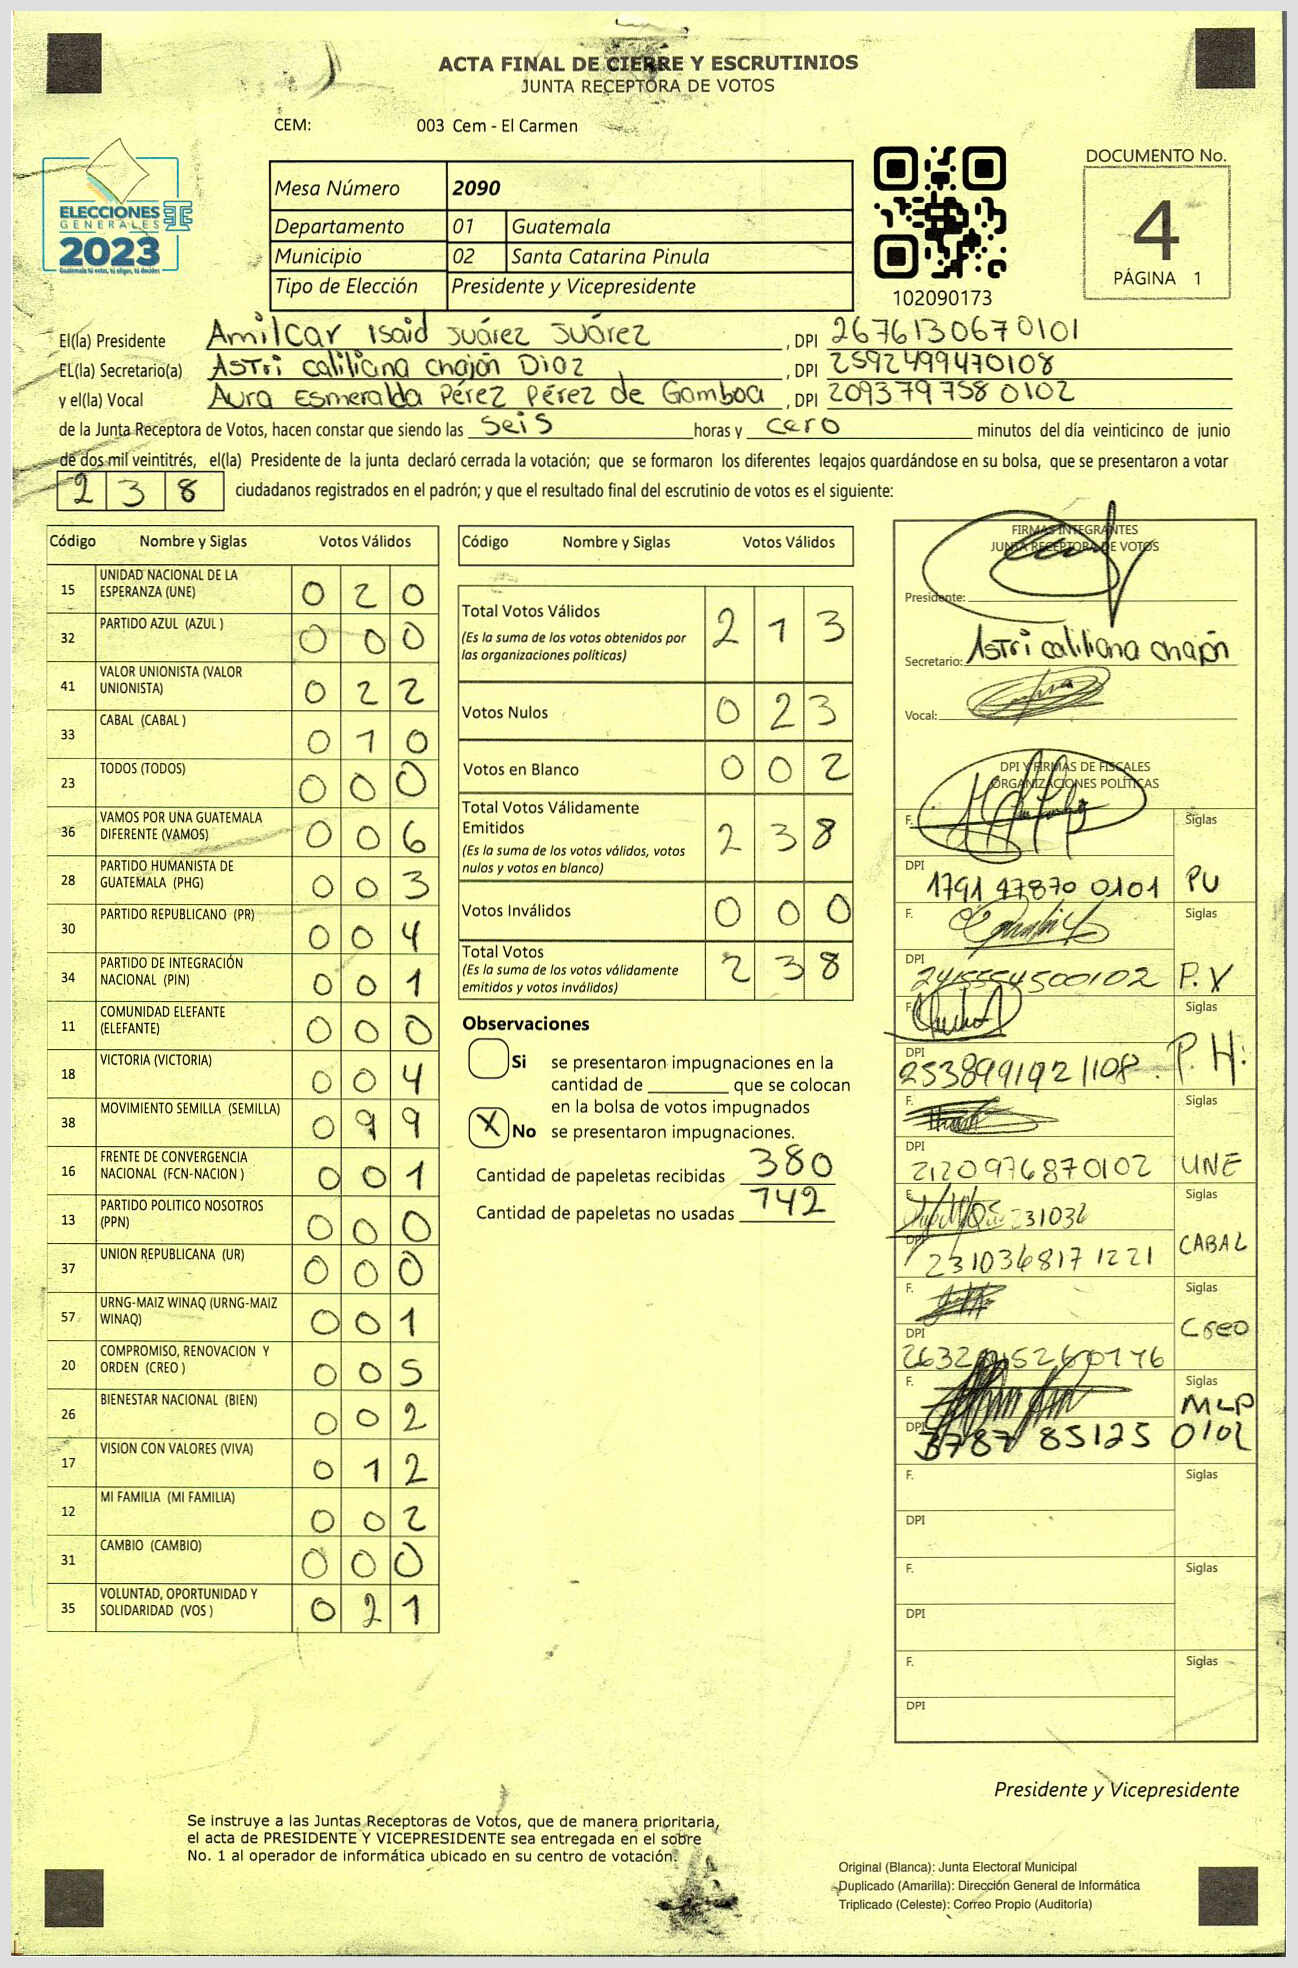 ACTA FINAL DE CIERRE Y ESCRUTINIOS
JUNTA RECEPTORA DE VOTOS
CEM: 003 Cem - El Carmen
ELECCIONES
GENERALES
2023
Guatemala tú votas, tú eliges, tú decides
Mesa Número 2090
Departamento 01 Guatemala
Municipio 02 Santa Catarina Pinula
Tipo de Elección Presidente y Vicepresidente
102090173
DOCUMENTO No.
4
PÁGINA 1
El(la) Presidente Amilcar Isaid Juárez Juárez, DPI 2676130670101
EL(la) Secretario(a) Astri caliliana chajón Diaz, DPI 2592499470108
y el(la) Vocal Aura Esmeralda Pérez Pérez de Gamboa, DPI 2093797580102
de la Junta Receptora de Votos, hacen constar que siendo las seis horas y cero minutos del día veinticinco de junio
de dos mil veintitrés, el(la) Presidente de la junta declaró cerrada la votación; que se formaron los diferentes legajos guardándose en su bolsa, que se presentaron a votar
2 3 8 ciudadanos registrados en el padrón; y que el resultado final del escrutinio de votos es el siguiente:
Código Nombre y Siglas Votos Válidos
15 UNIDAD NACIONAL DE LA ESPERANZA (UNE) 0 2 0
32 PARTIDO AZUL (AZUL ) 0 0 0
41 VALOR UNIONISTA (VALOR UNIONISTA) 0 2 2
33 CABAL (CABAL ) 0 1 0
23 TODOS (TODOS) 0 0 0
36 VAMOS POR UNA GUATEMALA DIFERENTE (VAMOS) 0 0 6
28 PARTIDO HUMANISTA DE GUATEMALA (PHG) 0 0 3
30 PARTIDO REPUBLICANO (PR) 0 0 4
34 PARTIDO DE INTEGRACIÓN NACIONAL (PIN) 0 0 1
11 COMUNIDAD ELEFANTE (ELEFANTE) 0 0 0
18 VICTORIA (VICTORIA) 0 0 4
38 MOVIMIENTO SEMILLA (SEMILLA) 0 9 9
16 FRENTE DE CONVERGENCIA NACIONAL (FCN-NACION ) 0 0 1
13 PARTIDO POLITICO NOSOTROS (PPN) 0 0 0
37 UNION REPUBLICANA (UR) 0 0 0
57 URNG-MAIZ WINAQ (URNG-MAIZ WINAQ) 0 0 1
20 COMPROMISO, RENOVACION Y ORDEN (CREO ) 0 0 5
26 BIENESTAR NACIONAL (BIEN) 0 0 2
17 VISION CON VALORES (VIVA) 0 1 2
12 MI FAMILIA (MI FAMILIA) 0 0 2
31 CAMBIO (CAMBIO) 0 0 0
35 VOLUNTAD, OPORTUNIDAD Y SOLIDARIDAD (VOS ) 0 2 1
Código Nombre y Siglas Votos Válidos
Total Votos Válidos 2 1 3
(Es la suma de los votos obtenidos por
las organizaciones políticas)
Votos Nulos 0 2 3
Votos en Blanco 0 0 2
Total Votos Válidamente
Emitidos 2 3 8
(Es la suma de los votos válidos, votos
nulos y votos en blanco)
Votos Inválidos 0 0 0
Total Votos 2 3 8
(Es la suma de los votos válidamente
emitidos y votos inválidos)
Observaciones
Si se presentaron impugnaciones en la
cantidad de ________ que se colocan
en la bolsa de votos impugnados
X No se presentaron impugnaciones.
Cantidad de papeletas recibidas 380
Cantidad de papeletas no usadas 742
FIRMAS INTEGRANTES
JUNTA RECEPTORA DE VOTOS
Presidente:
Secretario: Astri caliliana chajón
Vocal:
DPI Y FIRMAS DE FISCALES
ORGANIZACIONES POLÍTICAS
F. Siglas
DPI 1791 47870 0101 PU
F. Siglas
DPI 2415554500102 P.V
F. Siglas
DPI P.H.
F. Siglas
DPI 2120976870102 UNE
F. Siglas
DPI 2310368171221 CABAL
F. Siglas
DPI Creo
F. Siglas
MLP
DPI 3787 85125 0102
F. Siglas
DPI
F. Siglas
DPI
F. Siglas
DPI
Presidente y Vicepresidente
Se instruye a las Juntas Receptoras de Votos, que de manera prioritaria,
el acta de PRESIDENTE Y VICEPRESIDENTE sea entregada en el sobre
No. 1 al operador de informática ubicado en su centro de votación.
Original (Blanca): Junta Electoral Municipal
Duplicado (Amarilla): Dirección General de Informática
Triplicado (Celeste): Correo Propio (Auditoría)